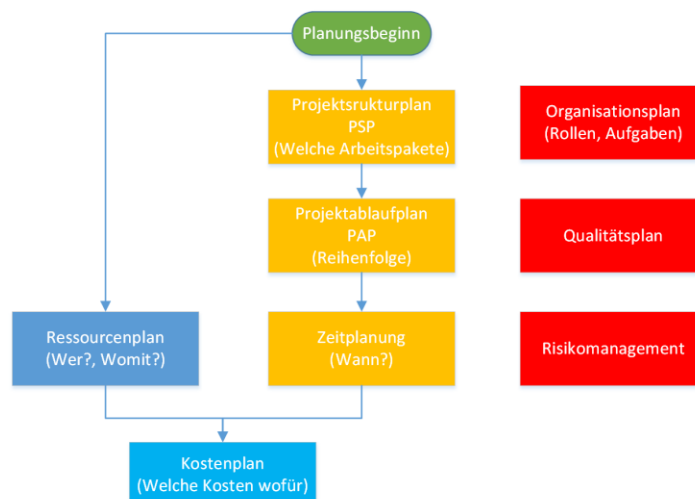 Planungsbeginn
Projektsrukturplan
PSP
(Welche Arbeitspakete)
Organisationsplan
(Rollen, Aufgaben)
Projektablaufplan
PAP
(Reihenfolge)
Qualitätsplan
Ressourcenplan
(Wer?, Womit?)
Zeitplanung
(Wann?)
Risikomanagement
Kostenplan
(Welche Kosten wofür)